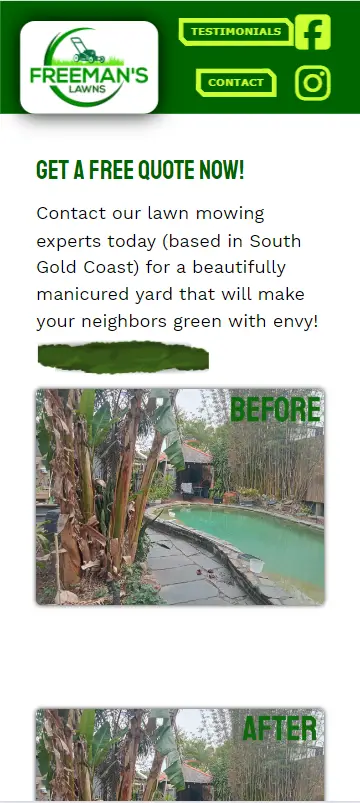 TESTIMONIALS
FREEMAN'S
LAWNS
CONTACT
GET A FREE QUOTE NOW!
Contact our lawn mowing
experts today (based in South
Gold Coast) for a beautifully
manicured yard that will make
your neighbors green with envy!
BEFORE
AFTER